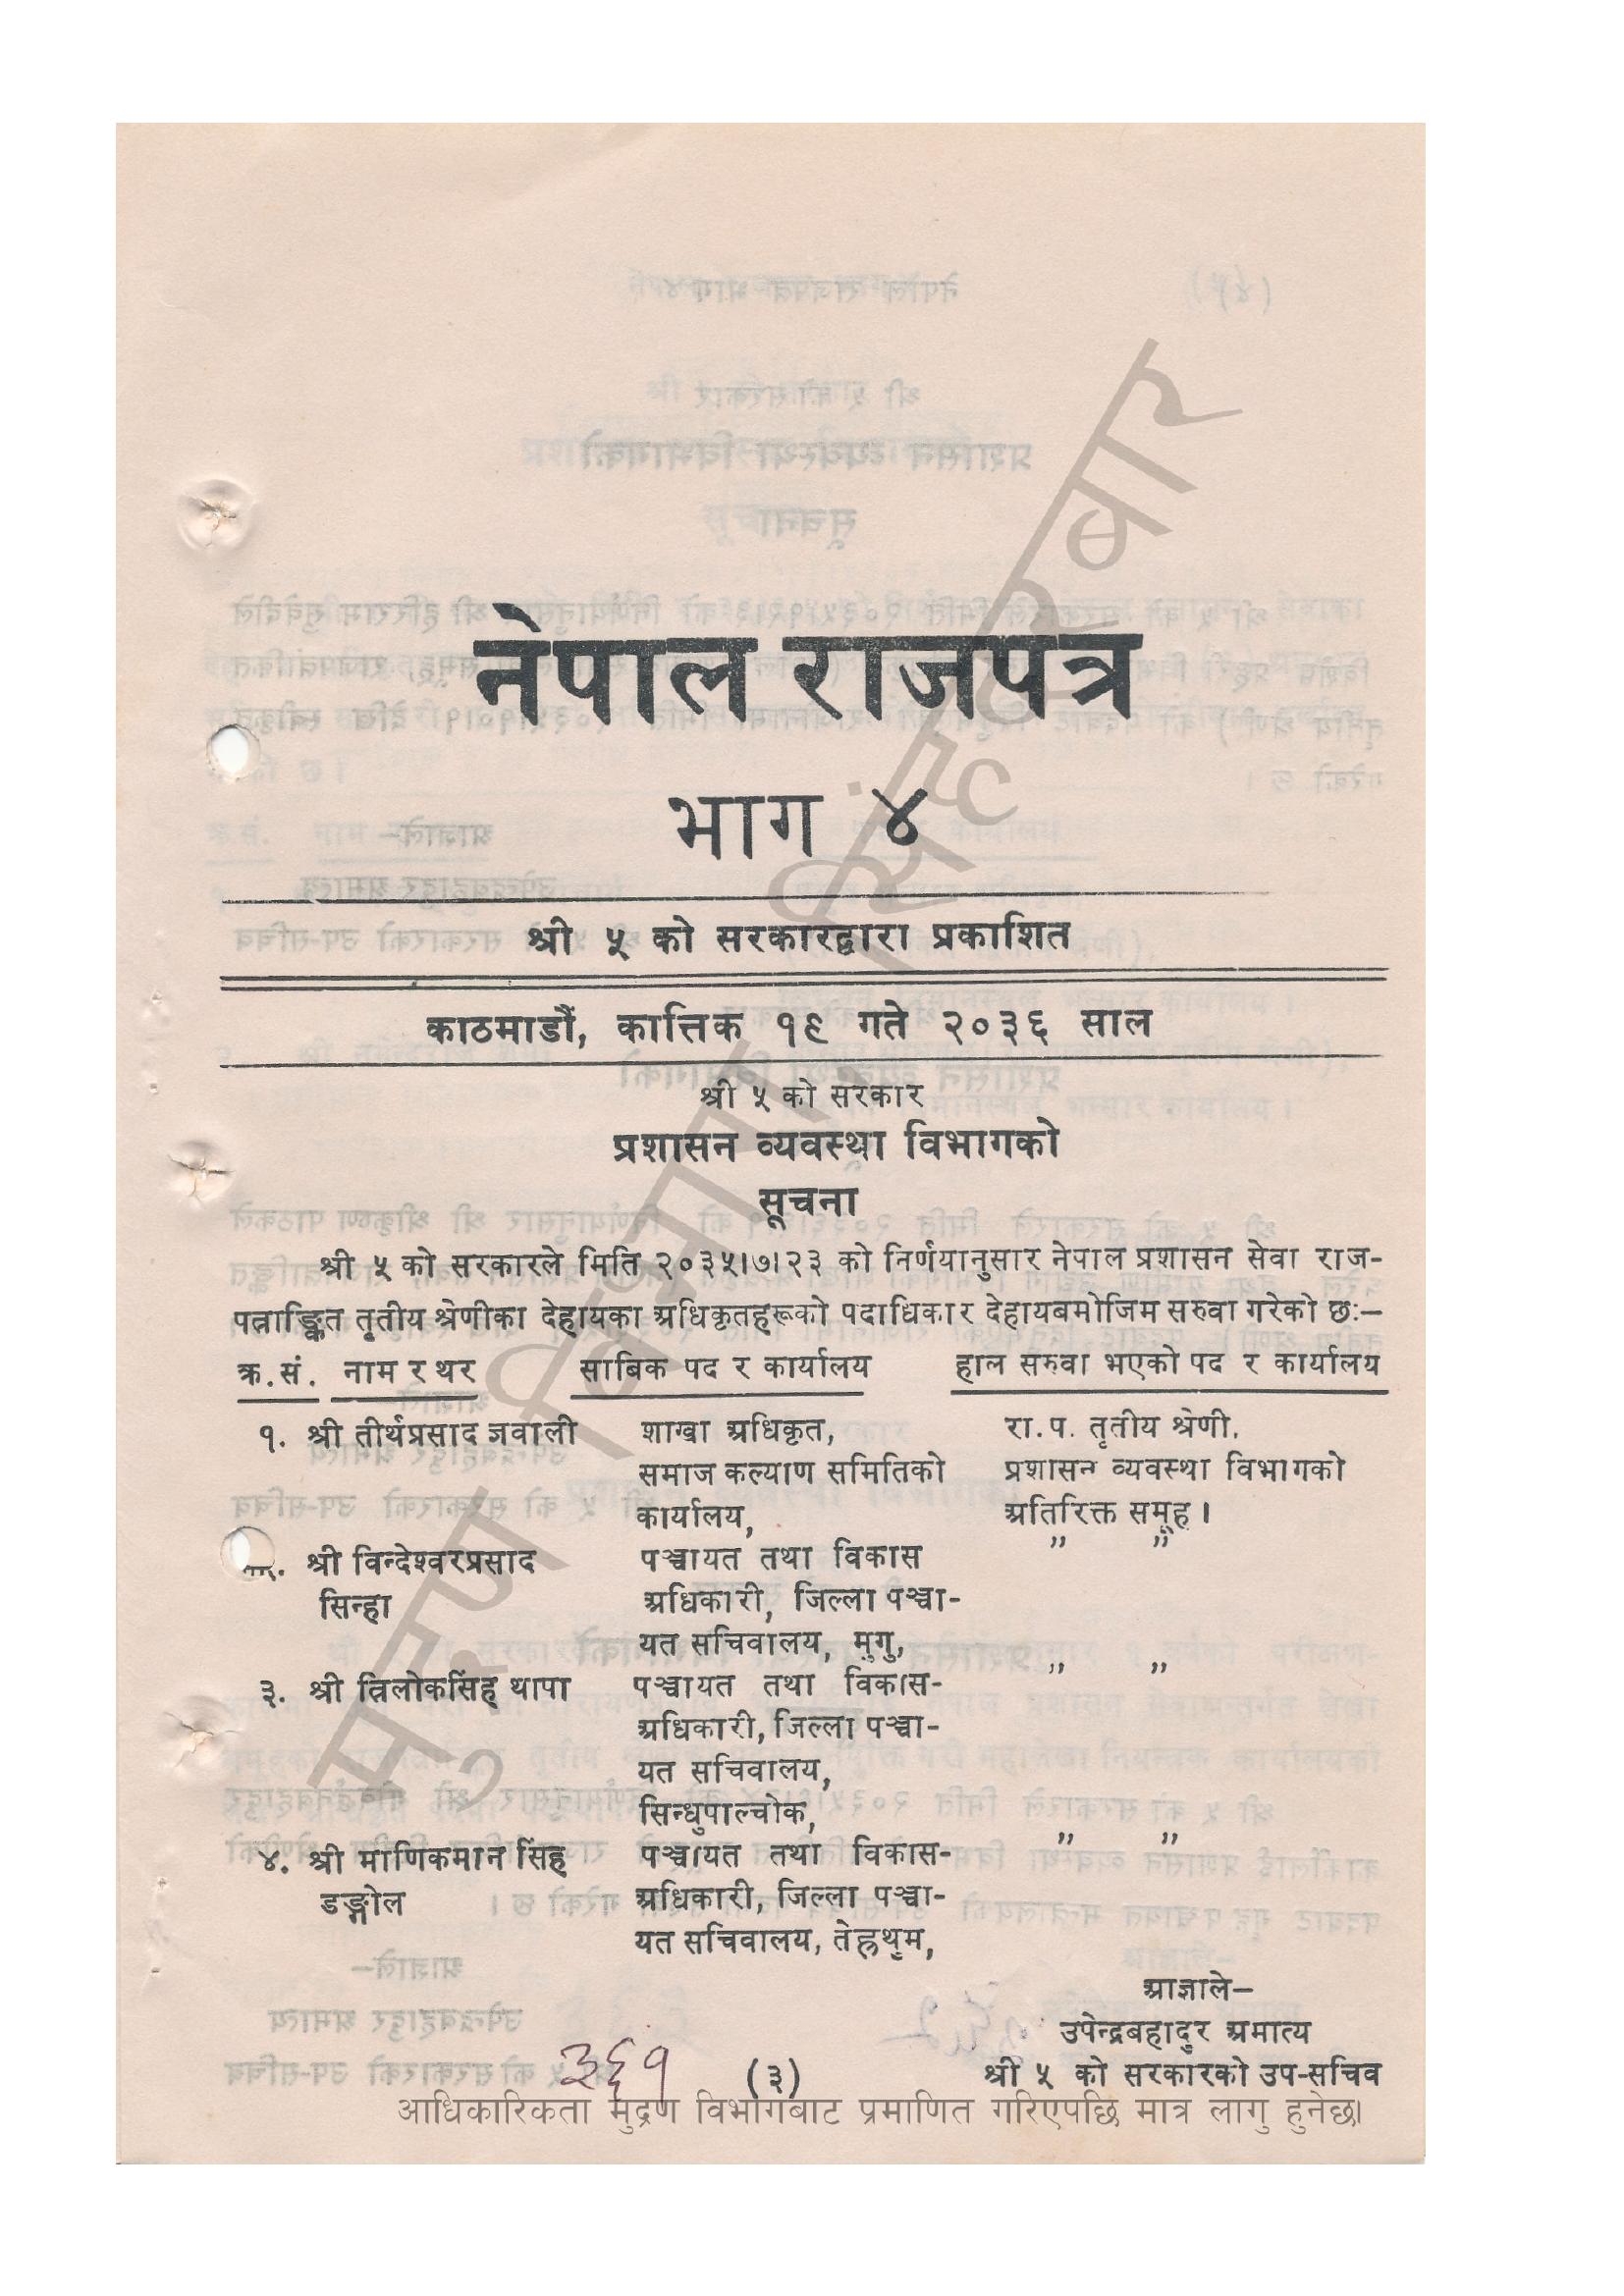 नेपाल राजपत्र
भाग ४
श्री ५ को सरकारद्वारा प्रकाशित
काठमाडौं, कात्तिक १९ गते २०३६ साल
श्री ५ को सरकार
प्रशासन व्यवस्था विभागको
सूचना
श्री ५ को सरकारले मिति २०३५।७।२३ को निर्णयानुसार नेपाल प्रशासन सेवा राज-
पत्राङ्कित तृतीय श्रेणीका देहायका अधिकृतहरूको पदाधिकार देहायबमोजिम सरुवा गरेको छः—
क्र.सं. नाम र थर साबिक पद र कार्यालय हाल सरुवा भएको पद र कार्यालय
१. श्री तीर्थप्रसाद ज्ञवाली शाखा अधिकृत, रा.प. तृतीय श्रेणी,
समाज कल्याण समितिको प्रशासन व्यवस्था विभागको
कार्यालय, अतिरिक्त समूह ।
श्री विन्देश्वरप्रसाद पञ्चायत तथा विकास ” ”
सिन्हा अधिकारी, जिल्ला पञ्चा-
यत सचिवालय, मुगु,
३. श्री त्रिलोकसिंह थापा पञ्चायत तथा विकास- ” ”
अधिकारी, जिल्ला पञ्चा-
यत सचिवालय,
सिन्धुपाल्चोक,
४. श्री माणिकमान सिंह पञ्चायत तथा विकास- ” ”
डङ्गोल अधिकारी, जिल्ला पञ्चा-
यत सचिवालय, तेह्रथुम,
आज्ञाले—
उपेन्द्रबहादुर अमात्य
३६१ (३) श्री ५ को सरकारको उप-सचिव
आधिकारिकता मुद्रण विभागबाट प्रमाणित गरिएपछि मात्र लागु हुनेछ।